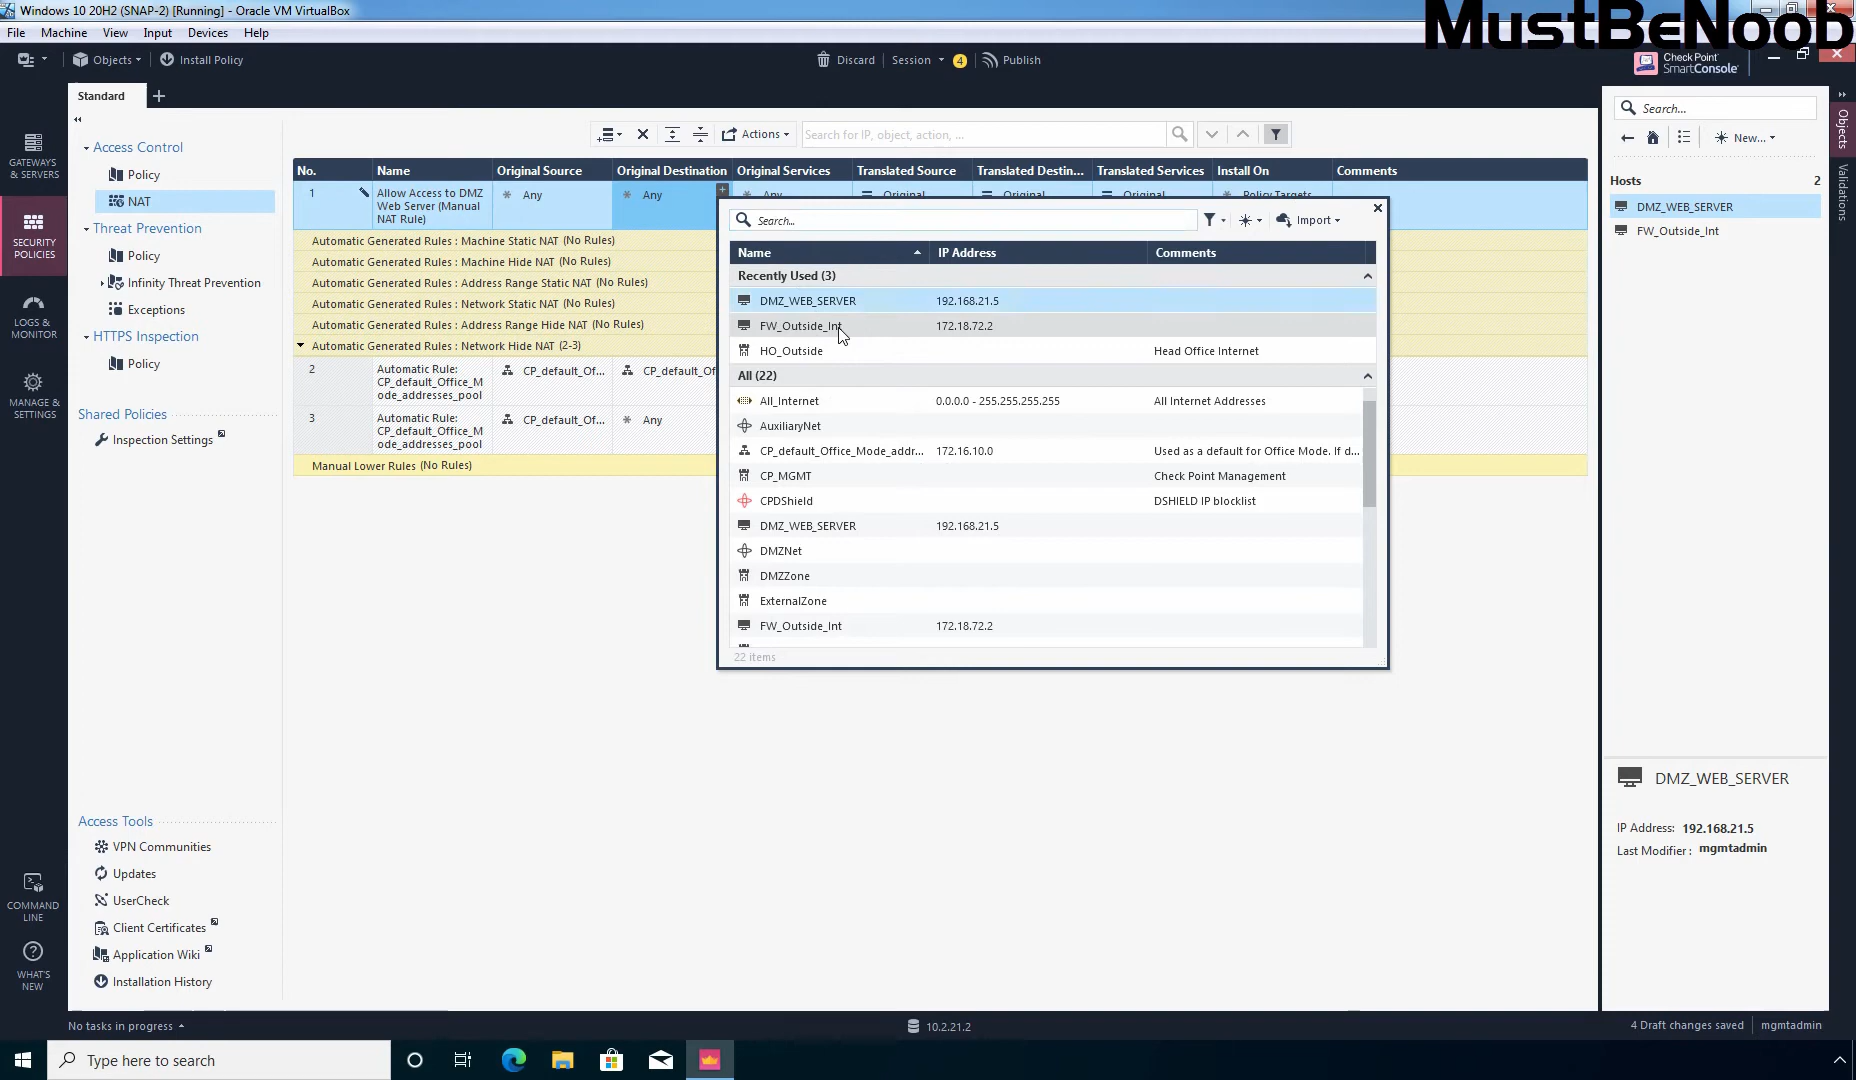 Windows 10 20H2 (SNAP-2) [Running] - Oracle VM VirtualBox
MustBeNoob
File Machine View Input Devices Help
Objects Install Policy Discard Session 4 Publish
Check Point
SmartConsole
Standard
Search...
New...
Objects
Validations
GATEWAYS
& SERVERS
SECURITY
POLICIES
LOGS &
MONITOR
MANAGE &
SETTINGS
COMMAND
LINE
WHAT'S
NEW
Access Control
Policy
NAT
Threat Prevention
Policy
Infinity Threat Prevention
Exceptions
HTTPS Inspection
Policy
Shared Policies
Inspection Settings
Access Tools
VPN Communities
Updates
UserCheck
Client Certificates
Application Wiki
Installation History
Actions Search for IP, object, action, ...
No. Name Original Source Original Destination Original Services Translated Source Translated Destin... Translated Services Install On Comments
1 Allow Access to DMZ
Web Server (Manual
NAT Rule)
Any Any Any Original Original Original Policy Targets
Automatic Generated Rules : Machine Static NAT (No Rules)
Automatic Generated Rules : Machine Hide NAT (No Rules)
Automatic Generated Rules : Address Range Static NAT (No Rules)
Automatic Generated Rules : Network Static NAT (No Rules)
Automatic Generated Rules : Address Range Hide NAT (No Rules)
Automatic Generated Rules : Network Hide NAT (2-3)
2 Automatic Rule:
CP_default_Office_M
ode_addresses_pool
CP_default_Of... CP_default_Of
3 Automatic Rule:
CP_default_Office_M
ode_addresses_pool
CP_default_Of... Any
Manual Lower Rules (No Rules)
Search... Import
Name IP Address Comments
Recently Used (3)
DMZ_WEB_SERVER 192.168.21.5
FW_Outside_Int 172.18.72.2
HO_Outside Head Office Internet
All (22)
All_Internet 0.0.0.0 - 255.255.255.255 All Internet Addresses
AuxiliaryNet
CP_default_Office_Mode_addr... 172.16.10.0 Used as a default for Office Mode. If d...
CP_MGMT Check Point Management
CPDShield DSHIELD IP blocklist
DMZ_WEB_SERVER 192.168.21.5
DMZNet
DMZZone
ExternalZone
FW_Outside_Int 172.18.72.2
22 items
Hosts 2
DMZ_WEB_SERVER
FW_Outside_Int
DMZ_WEB_SERVER
IP Address: 192.168.21.5
Last Modifier : mgmtadmin
No tasks in progress 10.2.21.2 4 Draft changes saved mgmtadmin
Type here to search